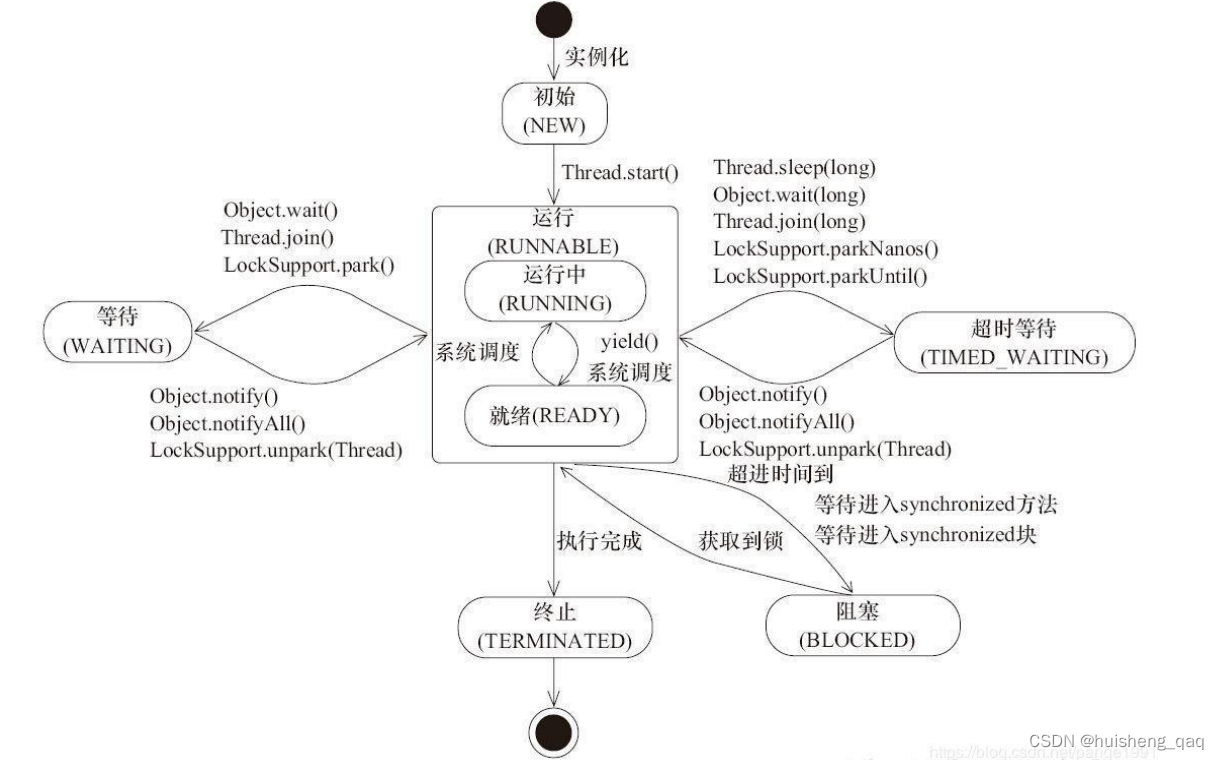 实例化
初始
(NEW)
Thread.start()
Thread.sleep(long)
Object.wait(long)
Thread.join(long)
LockSupport.parkNanos()
LockSupport.parkUntil()
Object.wait()
Thread.join()
LockSupport.park()
运行
(RUNNABLE)
运行中
(RUNNING)
等待
(WAITING)
超时等待
(TIMED_WAITING)
系统调度
yield()
系统调度
就绪(READY)
Object.notify()
Object.notifyAll()
LockSupport.unpark(Thread)
Object.notify()
Object.notifyAll()
LockSupport.unpark(Thread)
超进时间到
等待进入synchronized方法
等待进入synchronized块
执行完成
获取到锁
终止
(TERMINATED)
阻塞
(BLOCKED)
CSDN @huisheng_qaq